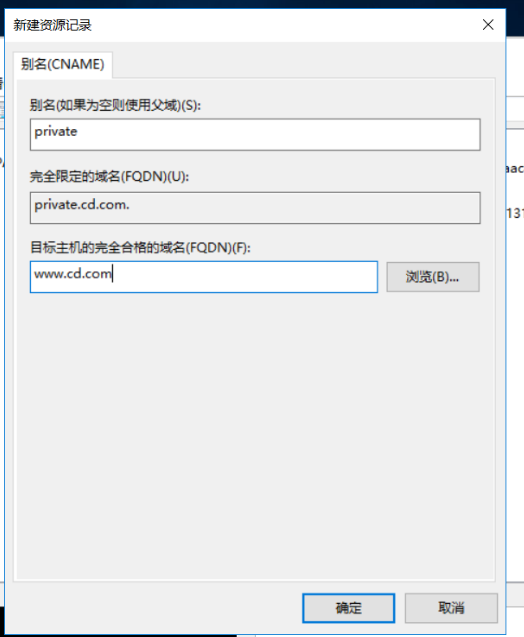 新建资源记录
别名(CNAME)
别名(如果为空则使用父域)(S):
private
aac
完全限定的域名(FQDN)(U):
private.cd.com.
131
目标主机的完全合格的域名(FQDN)(F):
www.cd.com
浏览(B)...
确定
取消